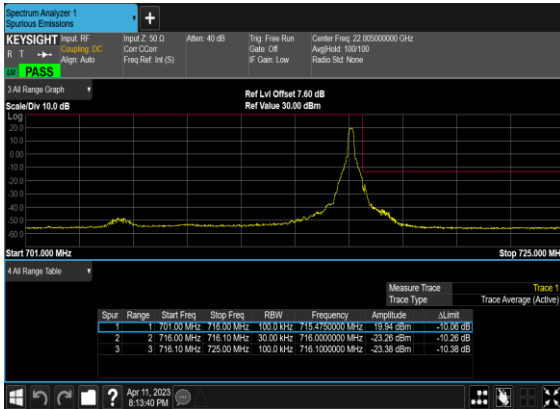 Spectrum Analyzer 1
Spurious Emissions
KEYSIGHT Input: RF Input Z: 50 Ω Atten: 40 dB Trig: Free Run Center Freq: 22.005000000 GHz
R T Coupling: DC Corr CCorr Gate: Off Avg|Hold: 100/100
Align: Auto Freq Ref: Int (S) IF Gain: Low Radio Std: None
PASS
3 All Range Graph
Ref Lvl Offset 7.60 dB
Scale/Div 10.0 dB Ref Value 30.00 dBm
Log
20.0
10.0
0.00
-10.0
-20.0
-30.0
-40.0
-50.0
-60.0
Start 701.000 MHz Stop 725.000 MH
4 All Range Table
Measure Trace Trace 1
Trace Type Trace Average (Active)
Spur Range Start Freq Stop Freq RBW Frequency Amplitude ΔLimit
1 1 701.00 MHz 716.00 MHz 100.0 kHz 715.4750000 MHz 19.94 dBm -10.06 dB
2 2 716.00 MHz 716.10 MHz 30.00 kHz 716.0000000 MHz -23.26 dBm -10.26 dB
3 3 716.10 MHz 725.00 MHz 100.0 kHz 716.1000000 MHz -23.38 dBm -10.38 dB
? Apr 11, 2023
8:13:40 PM